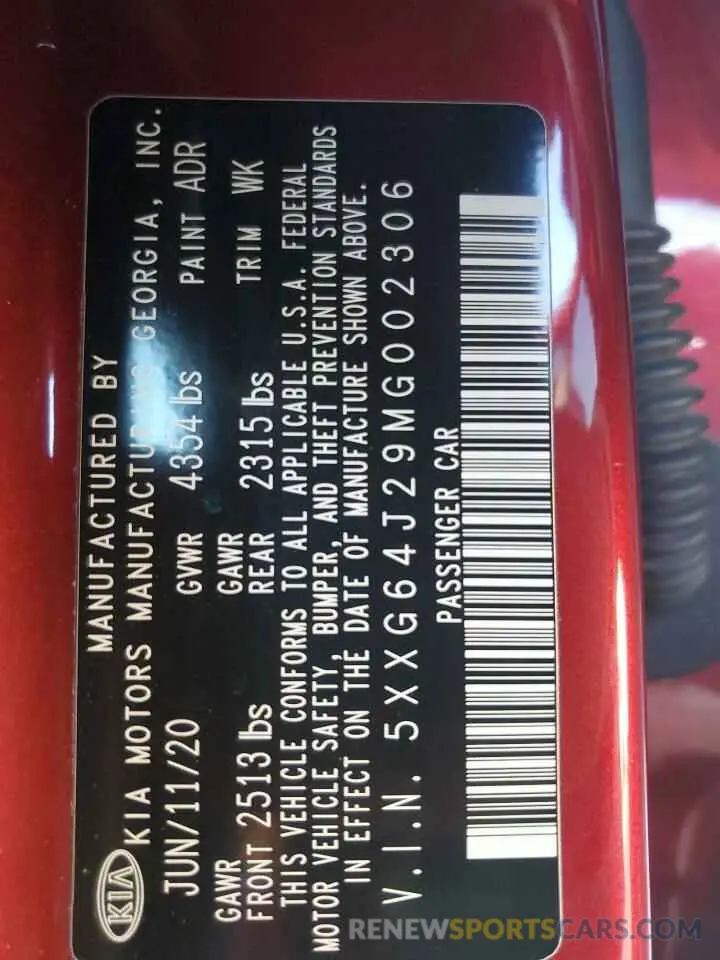 MANUFACTURED BY
KIA KIA MOTORS MANUFACTURING GEORGIA, INC.
JUN/11/20 GVWR 4354 lbs PAINT ADR
GAWR GAWR
FRONT 2513 lbs REAR 2315 lbs TRIM WK
THIS VEHICLE CONFORMS TO ALL APPLICABLE U.S.A. FEDERAL
MOTOR VEHICLE SAFETY, BUMPER, AND THEFT PREVENTION STANDARDS
IN EFFECT ON THE DATE OF MANUFACTURE SHOWN ABOVE.
V.I.N. 5XXG64J29MG002306
PASSENGER CAR
RENEWSPORTSCARS.COM